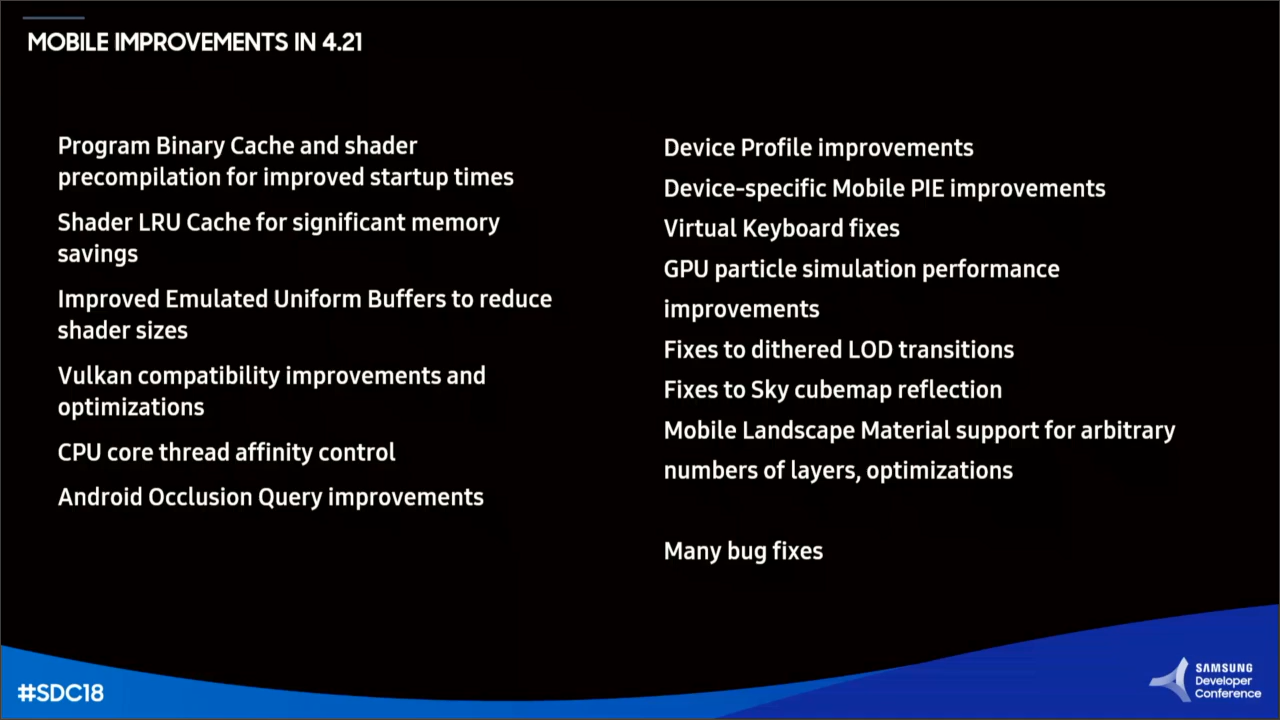 MOBILE IMPROVEMENTS IN 4.21
Program Binary Cache and shader
precompilation for improved startup times
Shader LRU Cache for significant memory
savings
Improved Emulated Uniform Buffers to reduce
shader sizes
Vulkan compatibility improvements and
optimizations
CPU core thread affinity control
Android Occlusion Query improvements
Device Profile improvements
Device-specific Mobile PIE improvements
Virtual Keyboard fixes
GPU particle simulation performance
improvements
Fixes to dithered LOD transitions
Fixes to Sky cubemap reflection
Mobile Landscape Material support for arbitrary
numbers of layers, optimizations
Many bug fixes
#SDC18
SAMSUNG
Developer
Conference